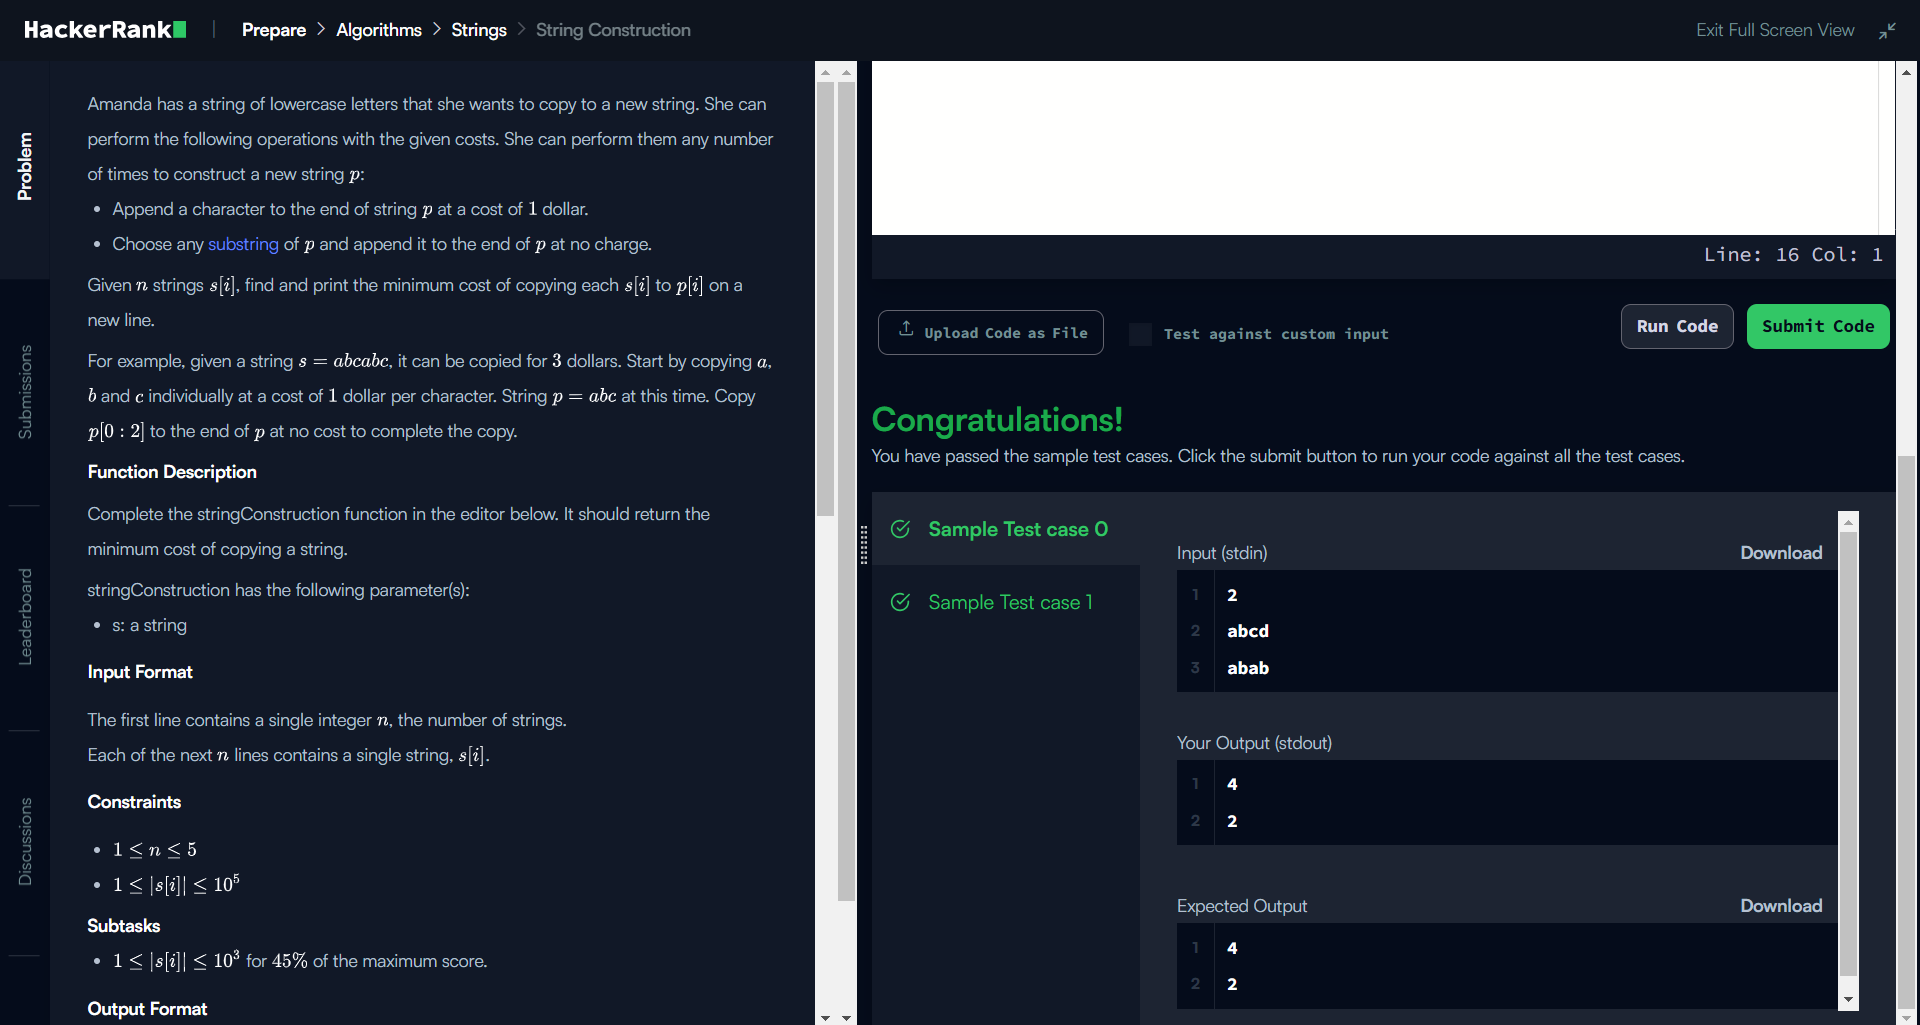 HackerRank
Prepare > Algorithms > Strings > String Construction
Exit Full Screen View
Problem
Submissions
Leaderboard
Discussions
Amanda has a string of lowercase letters that she wants to copy to a new string. She can
perform the following operations with the given costs. She can perform them any number
of times to construct a new string p:
• Append a character to the end of string p at a cost of 1 dollar.
• Choose any substring of p and append it to the end of p at no charge.
Given n strings s[i], find and print the minimum cost of copying each s[i] to p[i] on a
new line.
For example, given a string s = abcabc, it can be copied for 3 dollars. Start by copying a,
b and c individually at a cost of 1 dollar per character. String p = abc at this time. Copy
p[0 : 2] to the end of p at no cost to complete the copy.
Function Description
Complete the stringConstruction function in the editor below. It should return the
minimum cost of copying a string.
stringConstruction has the following parameter(s):
• s: a string
Input Format
The first line contains a single integer n, the number of strings.
Each of the next n lines contains a single string, s[i].
Constraints
• 1 ≤ n ≤ 5
• 1 ≤ |s[i]| ≤ 10⁵
Subtasks
• 1 ≤ |s[i]| ≤ 10³ for 45% of the maximum score.
Output Format
Line: 16 Col: 1
Upload Code as File
Test against custom input
Run Code
Submit Code
Congratulations!
You have passed the sample test cases. Click the submit button to run your code against all the test cases.
Sample Test case 0
Sample Test case 1
Input (stdin)
Download
1 2
2 abcd
3 abab
Your Output (stdout)
1 4
2 2
Expected Output
Download
1 4
2 2